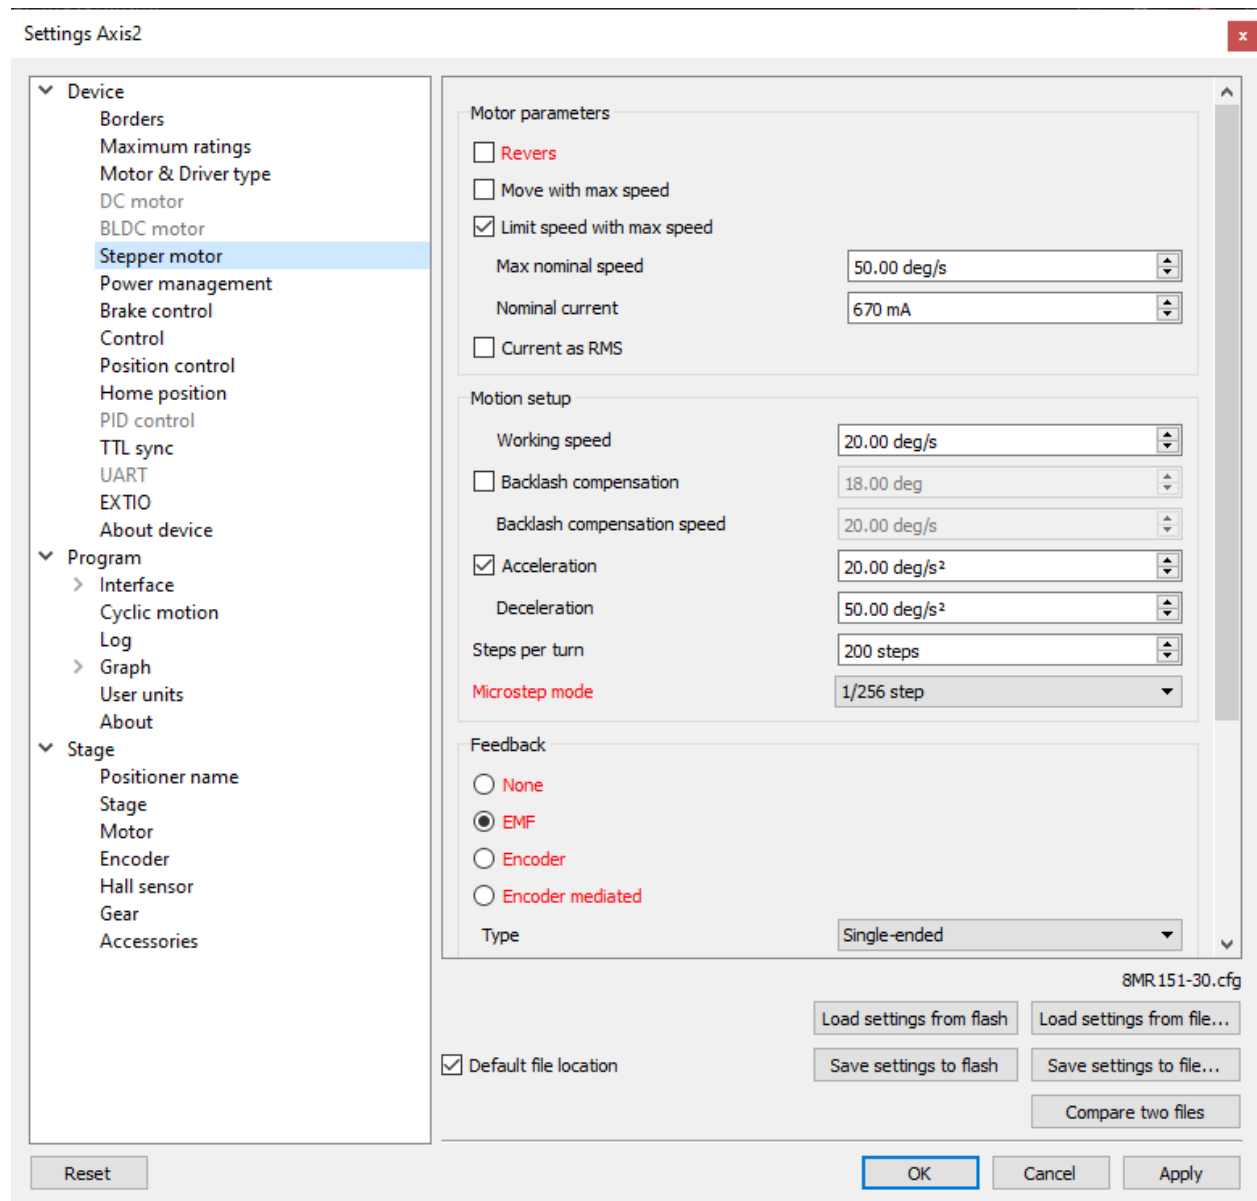 Settings Axis2
x
Device
Borders
Maximum ratings
Motor & Driver type
DC motor
BLDC motor
Stepper motor
Power management
Brake control
Control
Position control
Home position
PID control
TTL sync
UART
EXTIO
About device
Program
Interface
Cyclic motion
Log
Graph
User units
About
Stage
Positioner name
Stage
Motor
Encoder
Hall sensor
Gear
Accessories
Motor parameters
Revers
Move with max speed
Limit speed with max speed
Max nominal speed 50.00 deg/s
Nominal current 670 mA
Current as RMS
Motion setup
Working speed 20.00 deg/s
Backlash compensation 18.00 deg
Backlash compensation speed 20.00 deg/s
Acceleration 20.00 deg/s²
Deceleration 50.00 deg/s²
Steps per turn 200 steps
Microstep mode 1/256 step
Feedback
None
EMF
Encoder
Encoder mediated
Type Single-ended
8MR151-30.cfg
Load settings from flash Load settings from file...
Default file location Save settings to flash Save settings to file...
Compare two files
Reset OK Cancel Apply